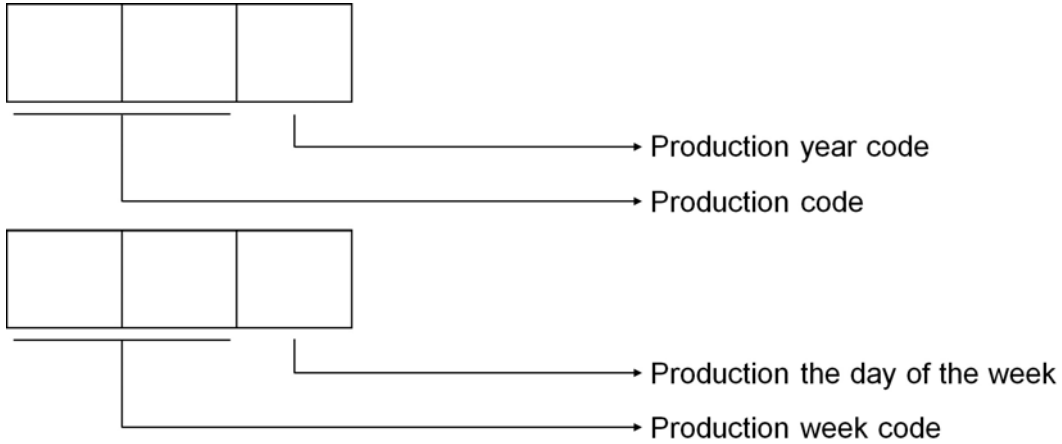 Production year code
Production code
Production the day of the week
Production week code